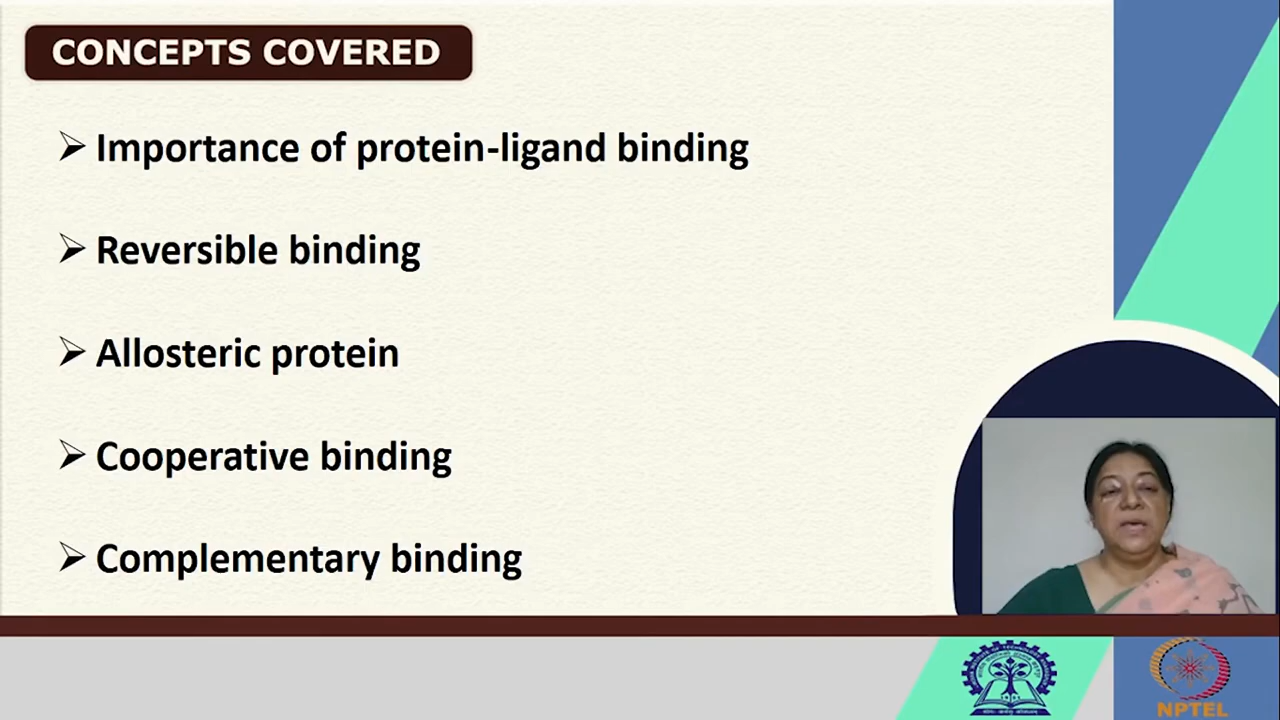 CONCEPTS COVERED
Importance of protein-ligand binding
Reversible binding
Allosteric protein
Cooperative binding
Complementary binding
NPTEL